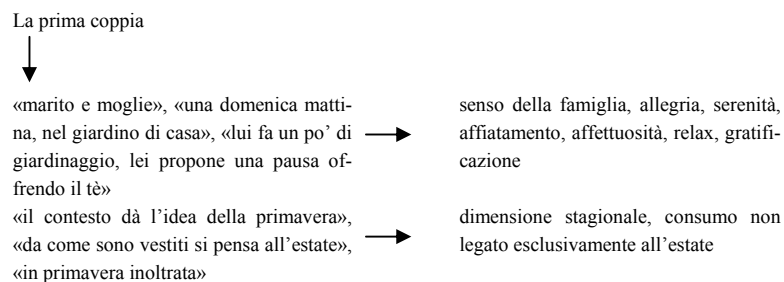 La prima coppia
«marito e moglie», «una domenica matti-
na, nel giardino di casa», «lui fa un po’ di
giardinaggio, lei propone una pausa of-
frendo il tè»
senso della famiglia, allegria, serenità,
affiatamento, affettuosità, relax, gratifi-
cazione
«il contesto dà l’idea della primavera»,
«da come sono vestiti si pensa all’estate»,
«in primavera inoltrata»
dimensione stagionale, consumo non
legato esclusivamente all’estate